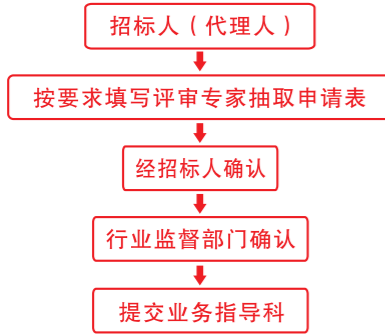 招标人（代理人）
按要求填写评审专家抽取申请表
经招标人确认
行业监督部门确认
提交业务指导科